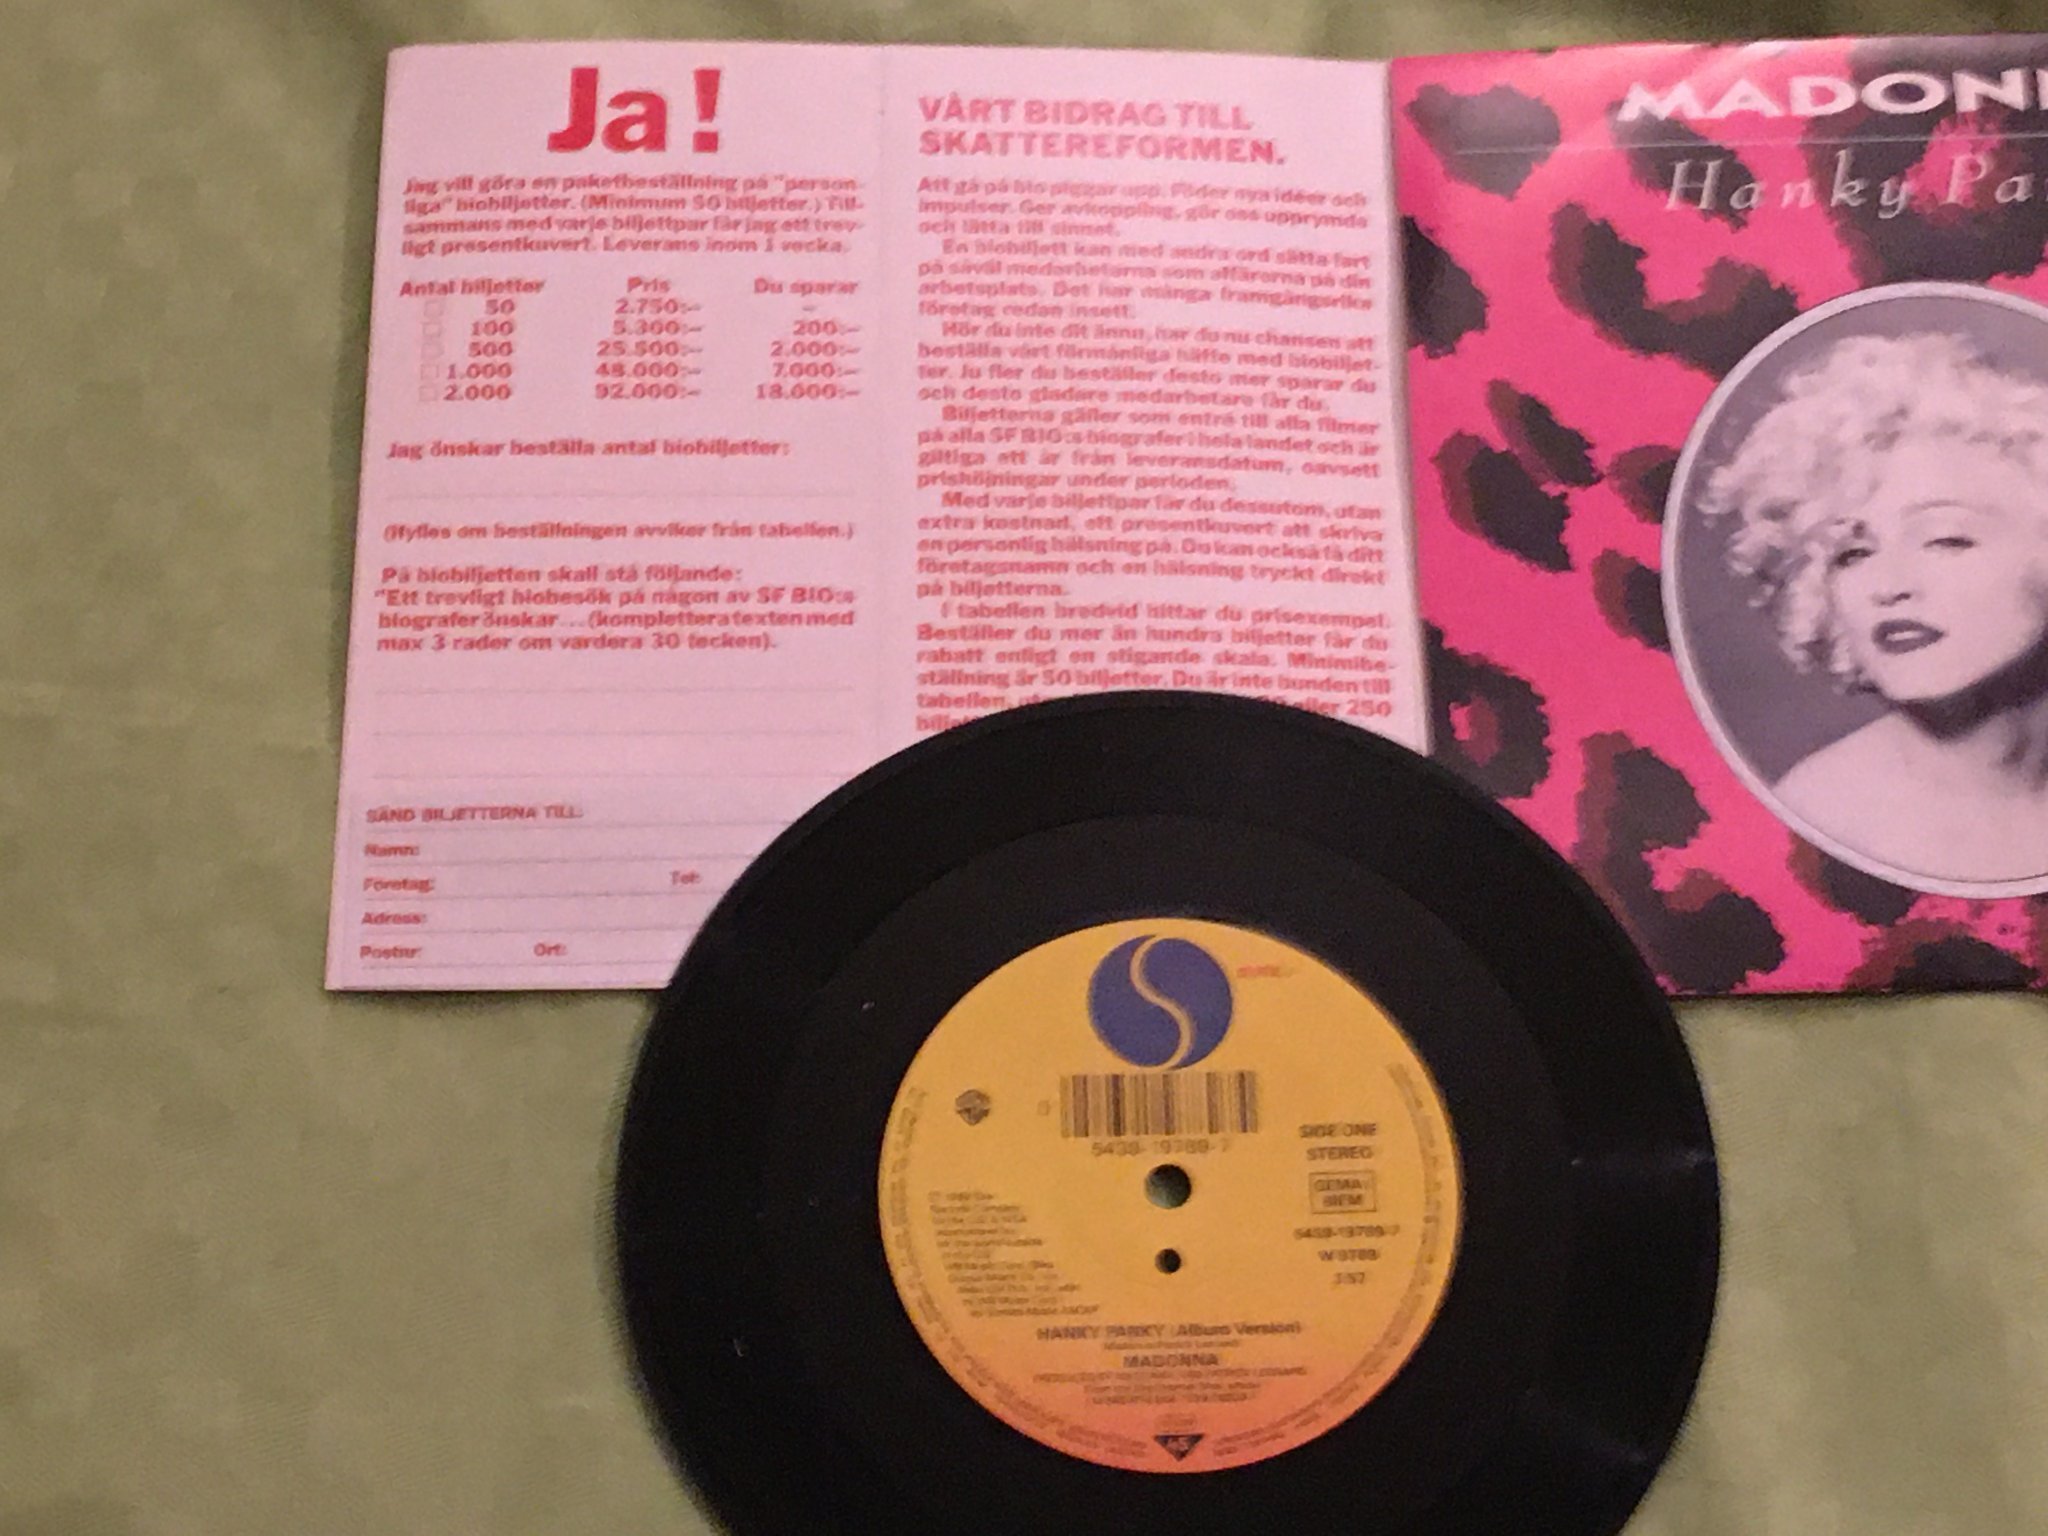 Ja!
Jag vill göra en paketbeställning på "person-
liga" biobiljetter. (Minimum 50 biljetter.) Till-
sammans med varje biljettpar får jag ett trev-
ligt presentkuvert. Leverans inom 1 vecka.
Antal biljetter Pris Du sparar
50 2.750:– –
100 5.300:– 200:–
500 25.500:– 2.000:–
1.000 48.000:– 7.000:–
2.000 92.000:– 18.000:–
Jag önskar beställa antal biobiljetter:
(Ifylles om beställningen avviker från tabellen.)
På biobiljetten skall stå följande:
"Ett trevligt biobesök på någon av SF BIO:s
biografer önskar... (komplettera texten med
max 3 rader om vardera 30 tecken).
SÄND BILJETTERNA TILL:
Namn:
Företag: Tel:
Adress:
Postnr: Ort:
VÅRT BIDRAG TILL
SKATTEREFORMEN.
Att gå på bio piggar upp. Föder nya idéer och
impulser. Ger avkoppling, gör oss upprymda
och lätta till sinnet.
En biobiljett kan med andra ord sätta fart
på såväl medarbetarna som affärerna på din
arbetsplats. Det har många framgångsrika
företag redan insett.
Hör du inte dit ännu, har du nu chansen att
beställa vårt förmånliga häfte med biobiljet-
ter. Ju fler du beställer desto mer sparar du
och desto gladare medarbetare får du.
Biljetterna gäller som entré till alla filmer
på alla SF BIO:s biografer i hela landet och är
giltiga ett år från leveransdatum, oavsett
prishöjningar under perioden.
Med varje biljettpar får du dessutom, utan
extra kostnad, ett presentkuvert att skriva
en personlig hälsning på. Du kan också få ditt
företagsnamn och en hälsning tryckt direkt
på biljetterna.
I tabellen bredvid hittar du prisexempel.
Beställer du mer än hundra biljetter får du
rabatt enligt en stigande skala. Minimibe-
ställning är 50 biljetter. Du är inte bunden till
tabellen, eller 250
MADONN
Hanky Pa
5439-19789-7
SIDE ONE
STEREO
GEMA/
BIEM
5439-19789-7
W 9789
3:57
HANKY PANKY (Album Version)
MADONNA